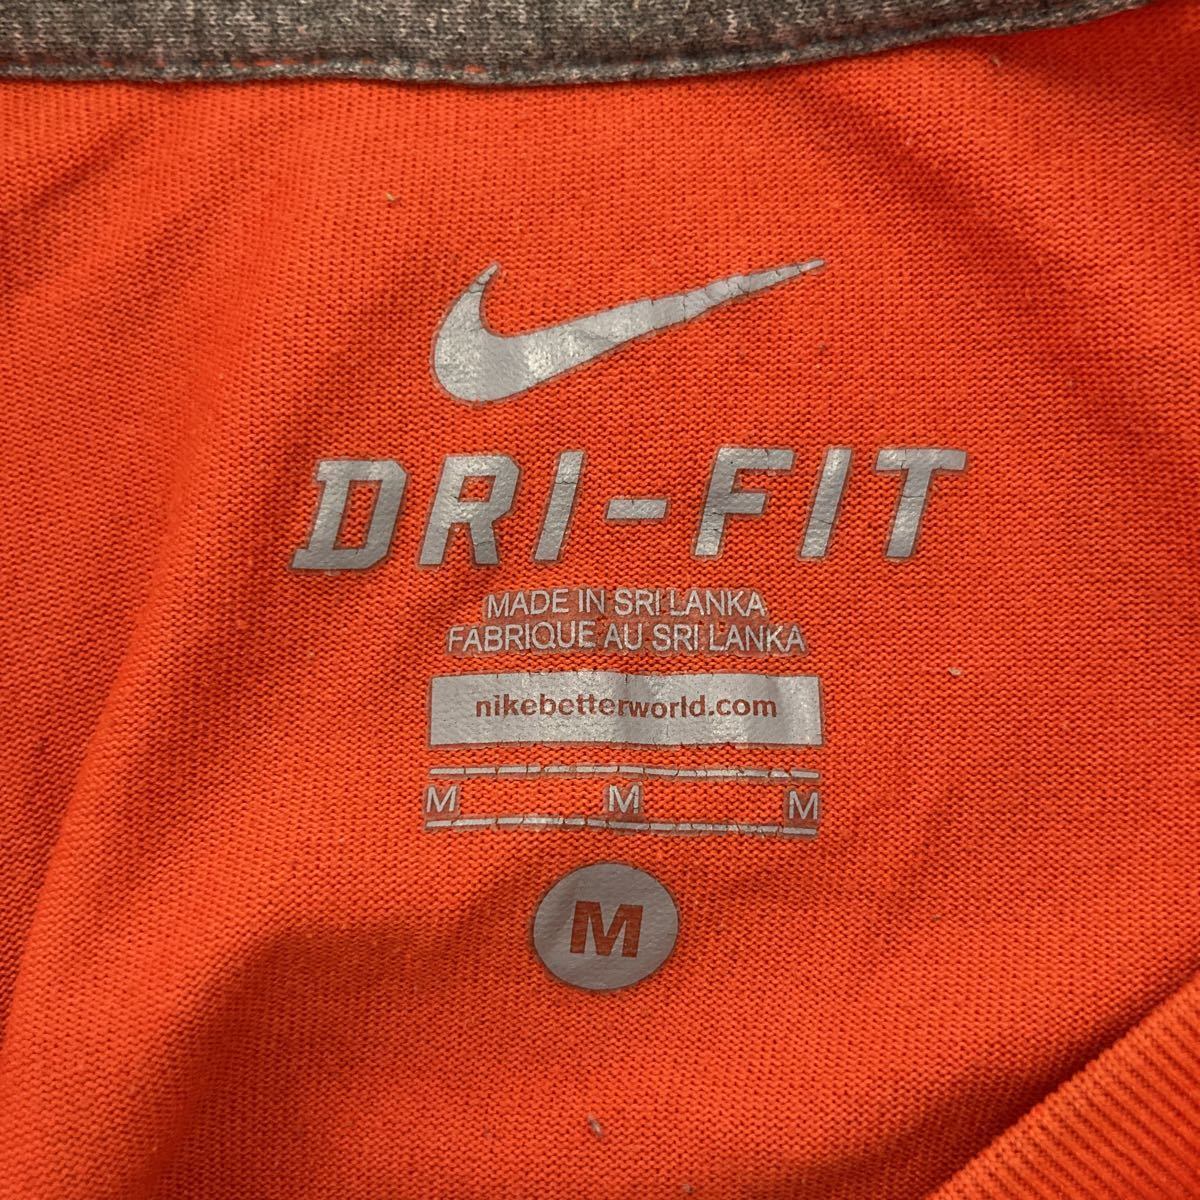 DRI-FIT
MADE IN SRI LANKA
FABRIQUE AU SRI LANKA
nikebetterworld.com
M M M
M